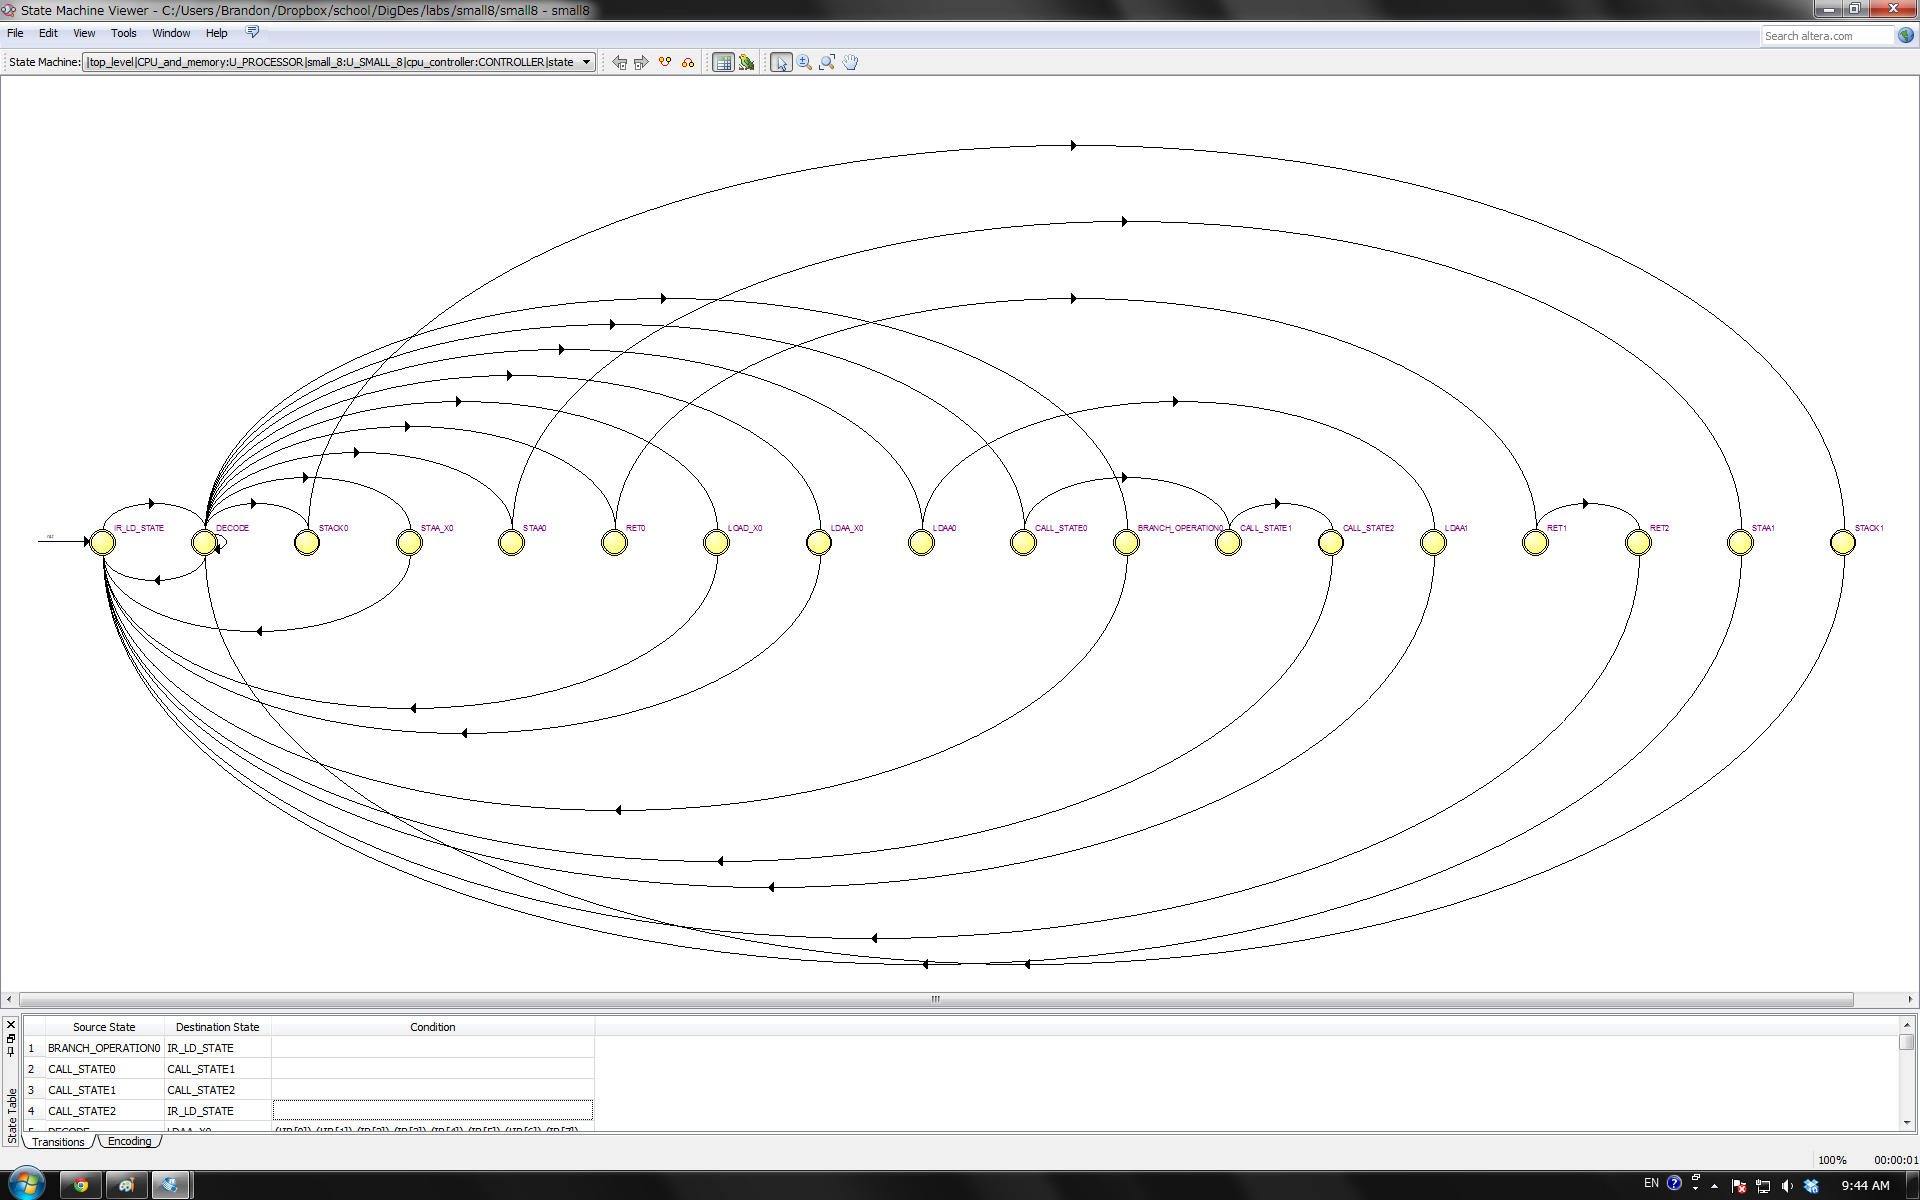 State Machine Viewer - C:/Users/Brandon/Dropbox/school/DigDes/labs/small8/small8 - small8
File Edit View Tools Window Help
Search altera.com
State Machine: |top_level|CPU_and_memory:U_PROCESSOR|small_8:U_SMALL_8|cpu_controller:CONTROLLER|state
IR_LD_STATE DECODE STACK0 STAA_X0 STAA0 RET0 LOAD_X0 LDAA_X0 LDAA0 CALL_STATE0 BRANCH_OPERATION0 CALL_STATE1 CALL_STATE2 LDAA1 RET1 RET2 STAA1 STACK1
Source State Destination State Condition
1 BRANCH_OPERATION0 IR_LD_STATE
2 CALL_STATE0 CALL_STATE1
3 CALL_STATE1 CALL_STATE2
4 CALL_STATE2 IR_LD_STATE
State Table
Transitions Encoding
100% 00:00:01
EN 9:44 AM